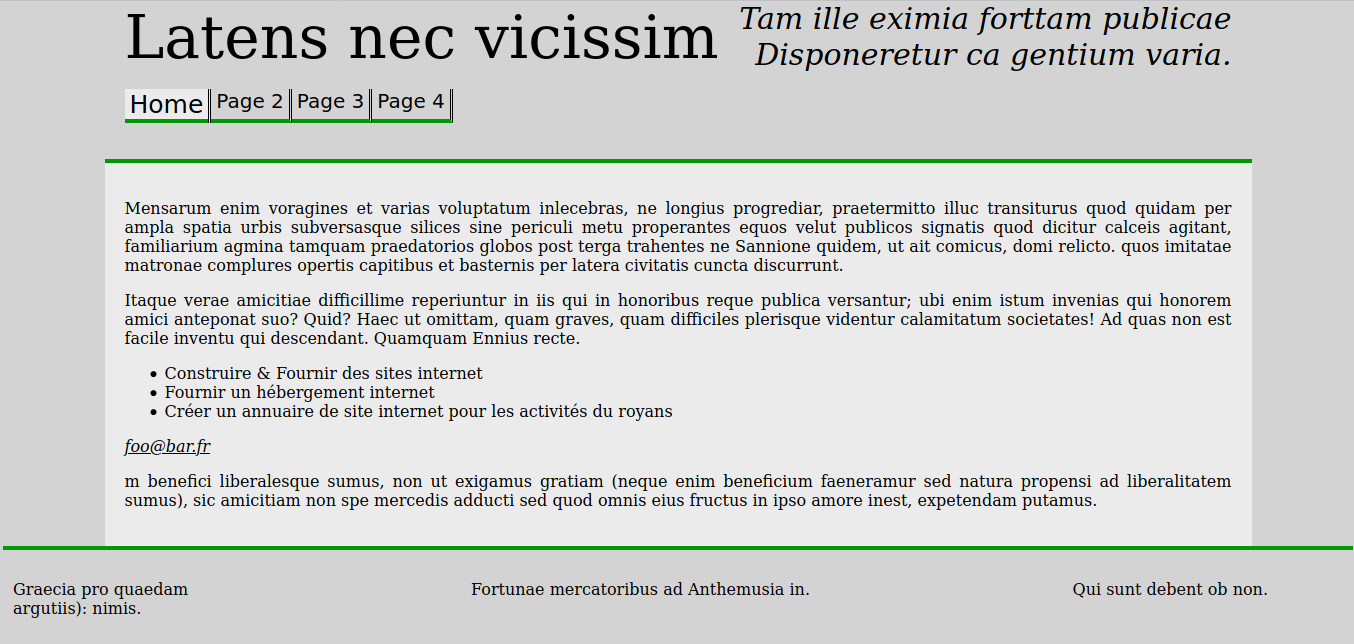 Latens nec vicissim
Tam ille eximia forttam publicae
Disponeretur ca gentium varia.
Home Page 2 Page 3 Page 4
Mensarum enim voragines et varias voluptatum inlecebras, ne longius progrediar, praetermitto illuc transiturus quod quidam per
ampla spatia urbis subversasque silices sine periculi metu properantes equos velut publicos signatis quod dicitur calceis agitant,
familiarium agmina tamquam praedatorios globos post terga trahentes ne Sannione quidem, ut ait comicus, domi relicto. quos imitatae
matronae complures opertis capitibus et basternis per latera civitatis cuncta discurrunt.
Itaque verae amicitiae difficillime reperiuntur in iis qui in honoribus reque publica versantur; ubi enim istum invenias qui honorem
amici anteponat suo? Quid? Haec ut omittam, quam graves, quam difficiles plerisque videntur calamitatum societates! Ad quas non est
facile inventu qui descendant. Quamquam Ennius recte.
• Construire & Fournir des sites internet
• Fournir un hébergement internet
• Créer un annuaire de site internet pour les activités du royans
foo@bar.fr
m benefici liberalesque sumus, non ut exigamus gratiam (neque enim beneficium faeneramur sed natura propensi ad liberalitatem
sumus), sic amicitiam non spe mercedis adducti sed quod omnis eius fructus in ipso amore inest, expetendam putamus.
Graecia pro quaedam
argutiis): nimis.
Fortunae mercatoribus ad Anthemusia in.
Qui sunt debent ob non.